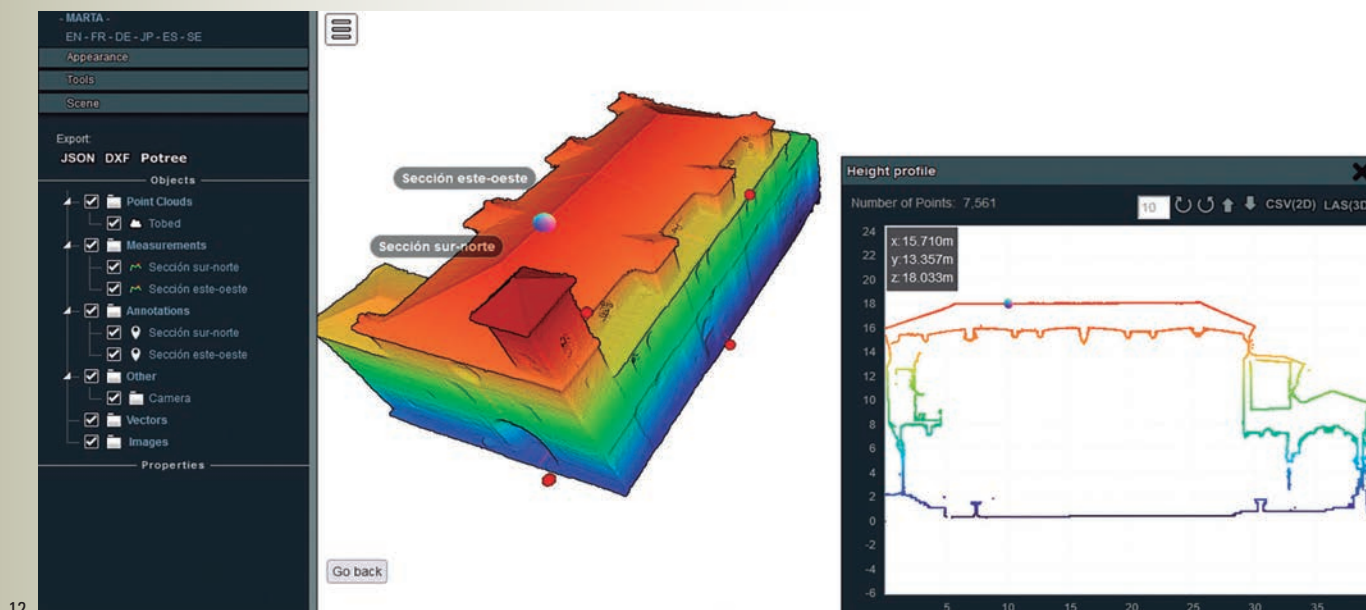 - MARTA -
EN - FR - DE - JP - ES - SE
Appearance
Tools
Scene
Export:
JSON DXF Potree
Objects
Point Clouds
Tobed
Measurements
Sección sur-norte
Sección este-oeste
Annotations
Sección sur-norte
Sección este-oeste
Other
Camera
Vectors
Images
Properties
Sección este-oeste
Sección sur-norte
Go back
Height profile
Number of Points: 7,561
10
CSV(2D) LAS(3D
x: 15.710m
y: 13.357m
z: 18.033m
24
22
20
18
16
14
12
10
8
6
4
2
0
-2
-4
-6
5 10 15 20 25 30 35
12